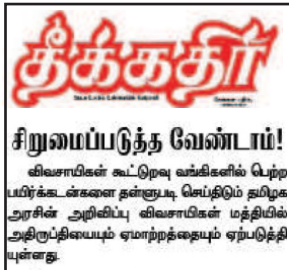 தீக்கதிர்
சிறுமைப்படுத்த வேண்டாம்!
விவசாயிகள் கூட்டுறவு வங்கிகளில் பெற்ற
பயிர்க்கடன்களை தள்ளுபடி செய்திடும் தமிழக
அரசின் அறிவிப்பு விவசாயிகள் மத்தியில்
அதிருப்தியையும் ஏமாற்றத்தையும் ஏற்படுத்தி
யுள்ளது.